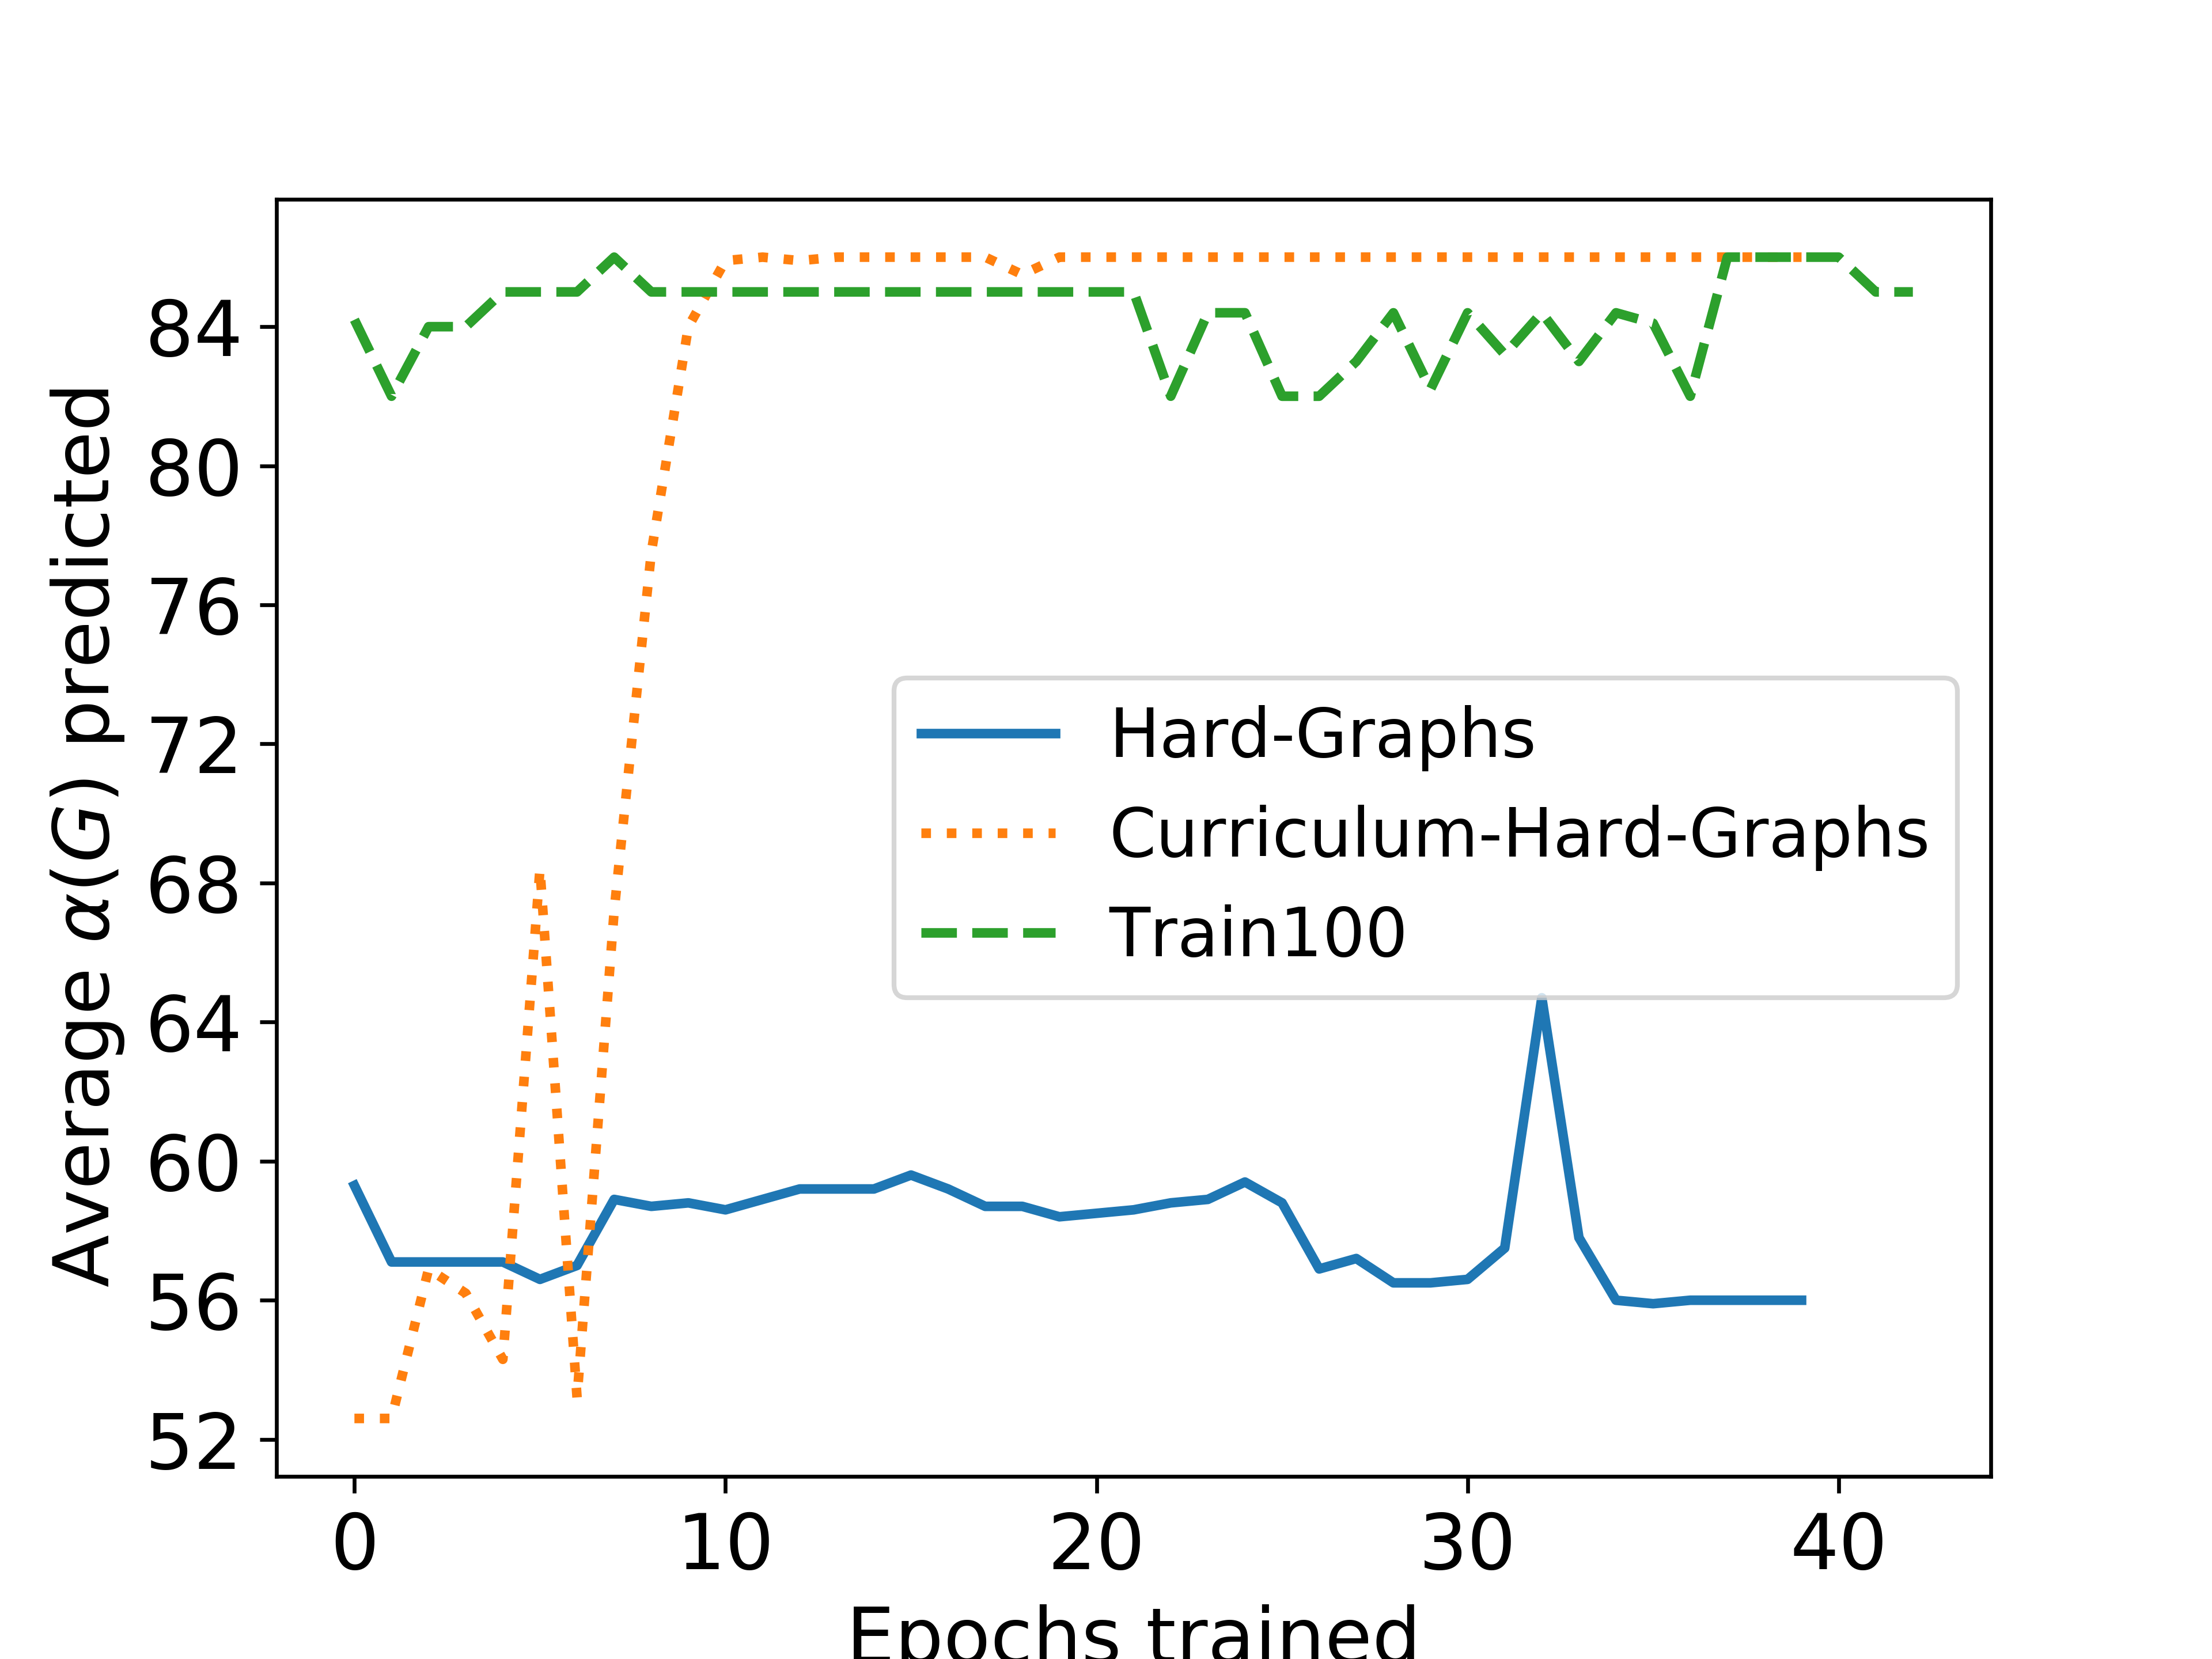 Average α(G) predicted
84
80
76
72
68
64
60
56
52
Hard-Graphs
Curriculum-Hard-Graphs
Train100
0 10 20 30 40
Epochs trained